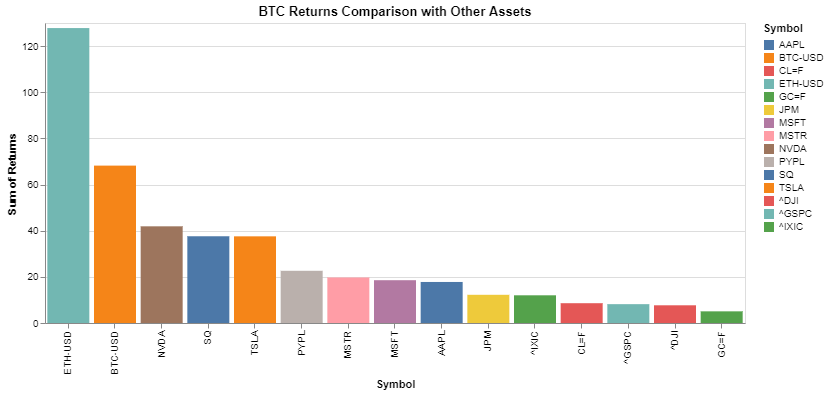 BTC Returns Comparison with Other Assets
Sum of Returns
120
100
80
60
40
20
0
ETH-USD
BTC-USD
NVDA
SQ
TSLA
PYPL
MSTR
MSFT
AAPL
JPM
^IXIC
CL=F
^GSPC
^DJI
GC=F
Symbol
Symbol
AAPL
BTC-USD
CL=F
ETH-USD
GC=F
JPM
MSFT
MSTR
NVDA
PYPL
SQ
TSLA
^DJI
^GSPC
^IXIC